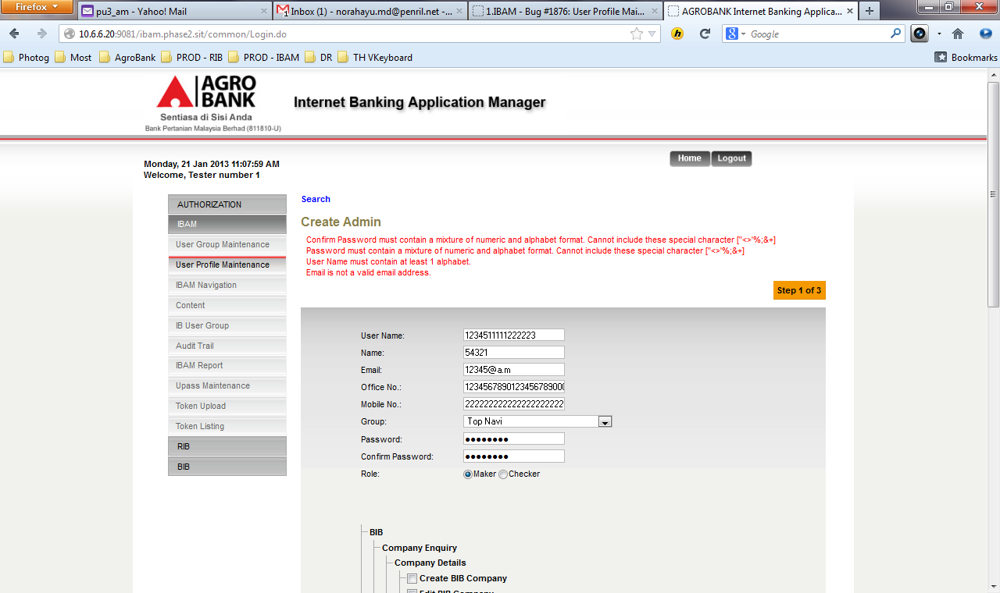 Firefox
pu3_am - Yahoo! Mail
Inbox (1) - norahayu.md@penril.net -...
1.IBAM - Bug #1876: User Profile Mai...
AGROBANK Internet Banking Applica...
10.6.6.20:9081/ibam.phase2.sit/common/Login.do
Google
Photog
Most
AgroBank
PROD - RIB
PROD - IBAM
DR
TH VKeyboard
Bookmarks
AGRO
BANK
Sentiasa di Sisi Anda
Bank Pertanian Malaysia Berhad (811810-U)
Internet Banking Application Manager
Monday, 21 Jan 2013 11:07:59 AM
Welcome, Tester number 1
Home
Logout
AUTHORIZATION
IBAM
User Group Maintenance
User Profile Maintenance
IBAM Navigation
Content
IB User Group
Audit Trail
IBAM Report
Upass Maintenance
Token Upload
Token Listing
RIB
BIB
Search
Create Admin
Confirm Password must contain a mixture of numeric and alphabet format. Cannot include these special character ["<>'%;&+]
Password must contain a mixture of numeric and alphabet format. Cannot include these special character ["<>'%;&+]
User Name must contain at least 1 alphabet.
Email is not a valid email address.
Step 1 of 3
User Name: 1234511111222223
Name: 54321
Email: 12345@a.m
Office No.: 12345678901234567890
Mobile No.: 22222222222222222222
Group: Top Navi
Password: ●●●●●●●●
Confirm Password: ●●●●●●●●
Role: Maker Checker
BIB
Company Enquiry
Company Details
Create BIB Company
Edit BIB Company